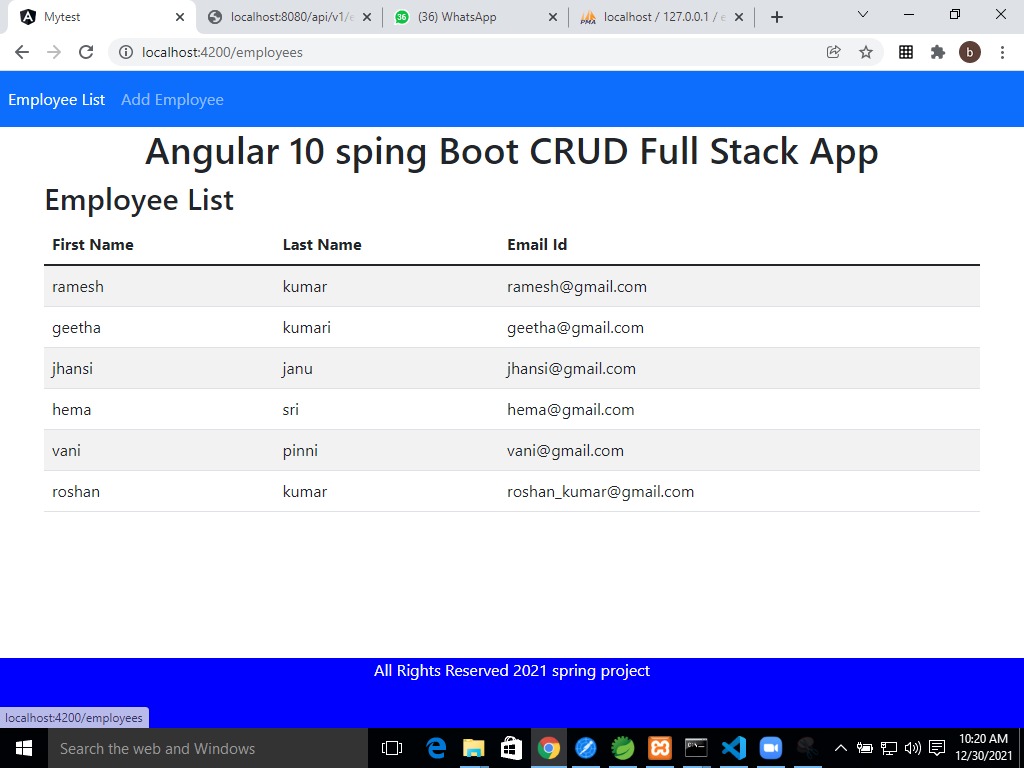 Mytest
localhost:8080/api/v1/e
36 (36) WhatsApp
PMA localhost / 127.0.0.1 / e
localhost:4200/employees
b
Employee List Add Employee
Angular 10 sping Boot CRUD Full Stack App
Employee List
First Name Last Name Email Id
ramesh kumar ramesh@gmail.com
geetha kumari geetha@gmail.com
jhansi janu jhansi@gmail.com
hema sri hema@gmail.com
vani pinni vani@gmail.com
roshan kumar roshan_kumar@gmail.com
All Rights Reserved 2021 spring project
localhost:4200/employees
Search the web and Windows
10:20 AM
12/30/2021